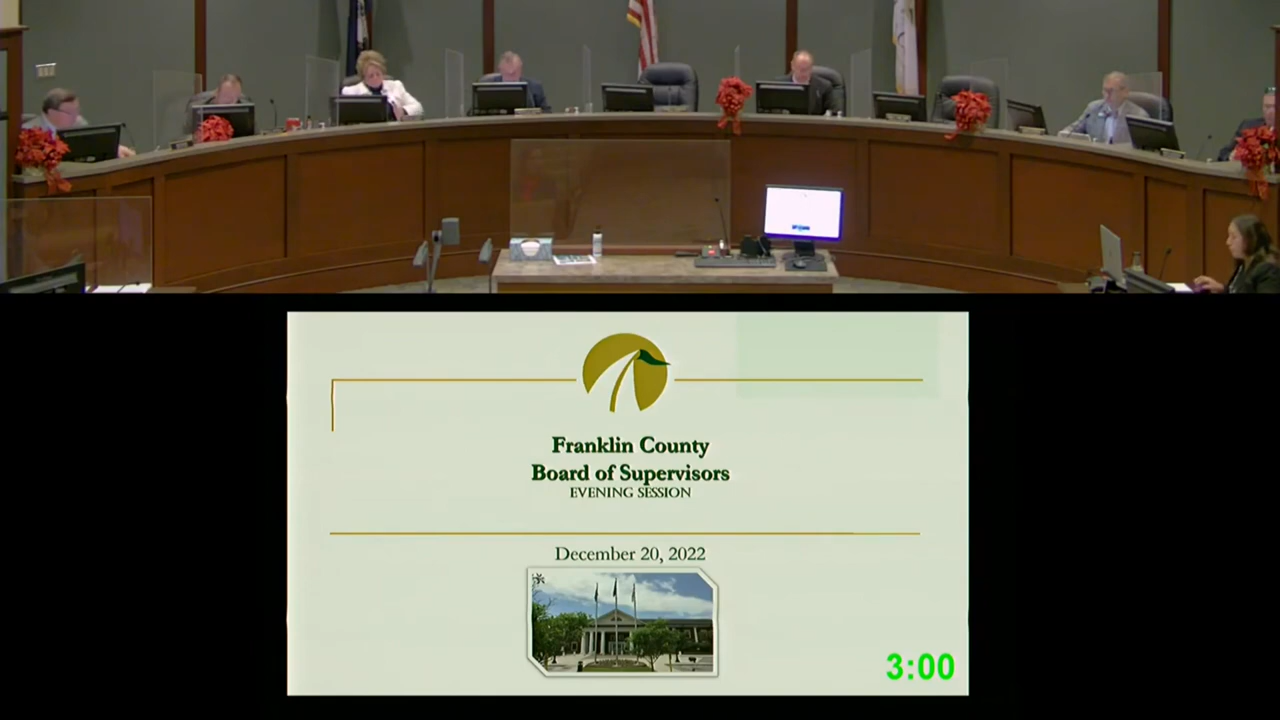 Franklin County
Board of Supervisors
EVENING SESSION
December 20, 2022
3:00